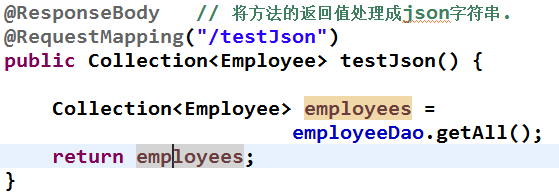 @ResponseBody // 将方法的返回值处理成json字符串.
@RequestMapping("/testJson")
public Collection<Employee> testJson() {
Collection<Employee> employees =
employeeDao.getAll();
return employees;
}